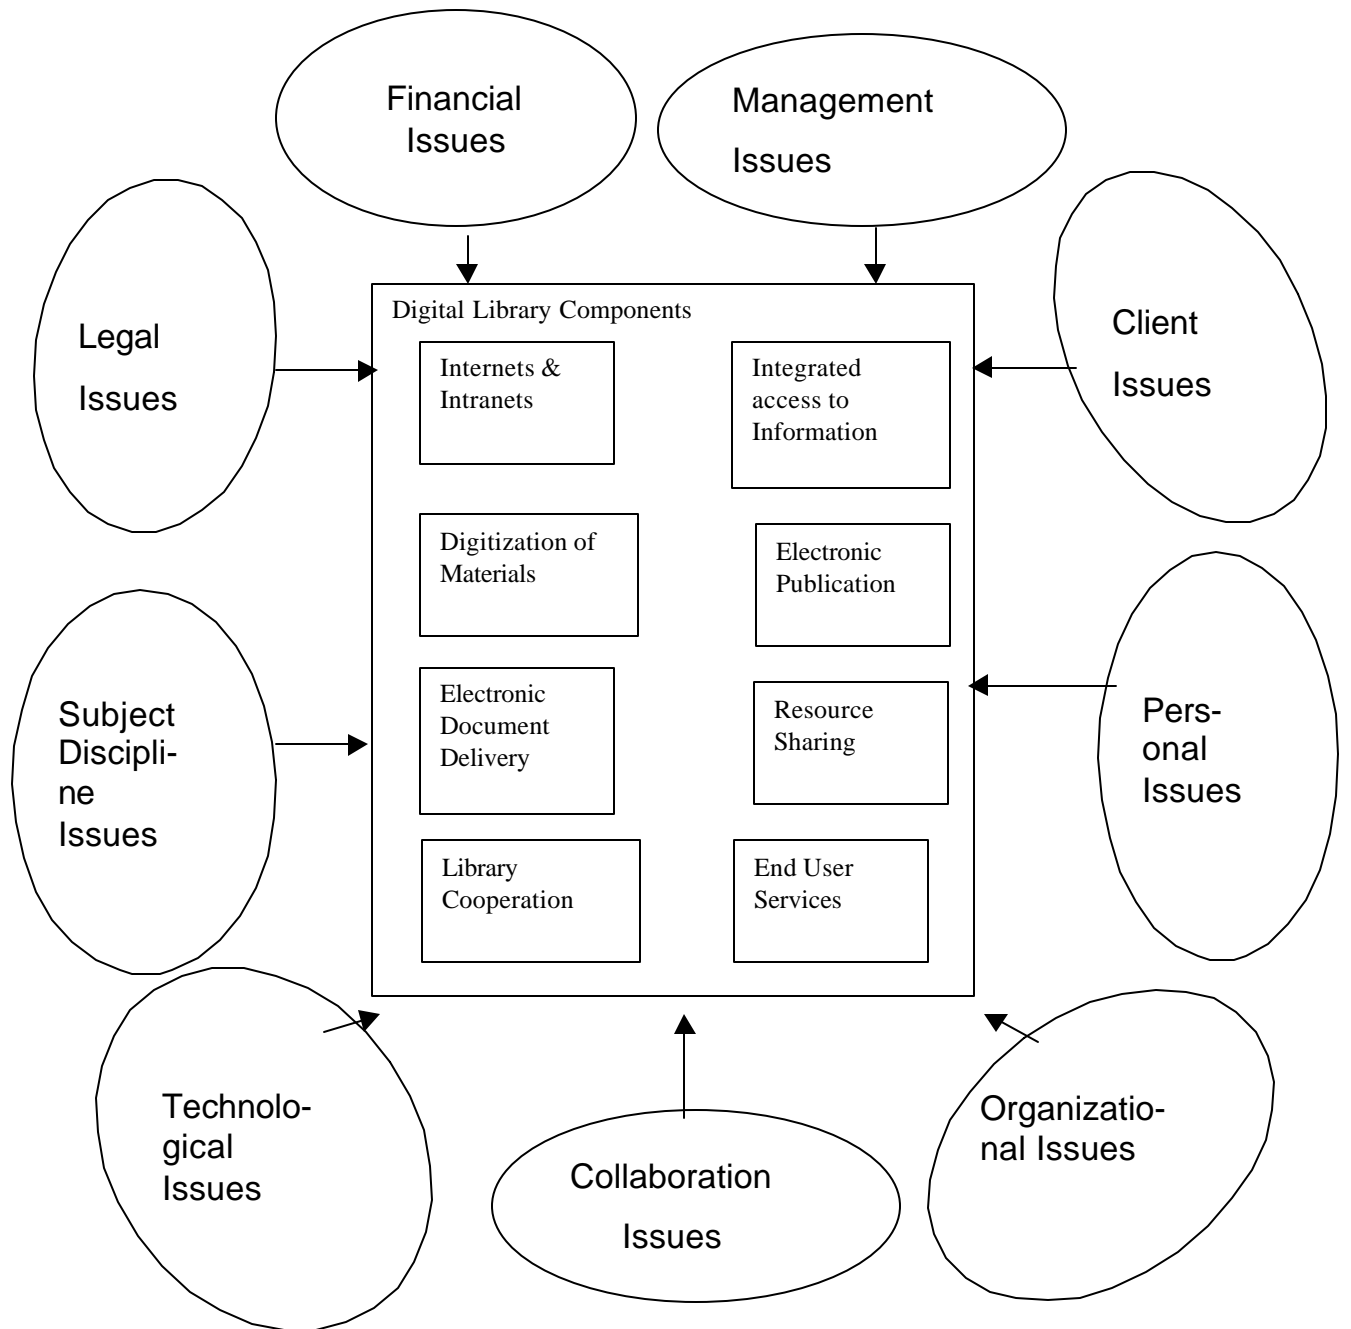 Financial
Issues
Management
Issues
Legal
Issues
Client
Issues
Digital Library Components
Internets &
Intranets
Integrated
access to
Information
Digitization of
Materials
Electronic
Publication
Electronic
Document
Delivery
Resource
Sharing
Library
Cooperation
End User
Services
Subject
Discipli-
ne
Issues
Pers-
onal
Issues
Technolo-
gical
Issues
Collaboration
Issues
Organizatio-
nal Issues